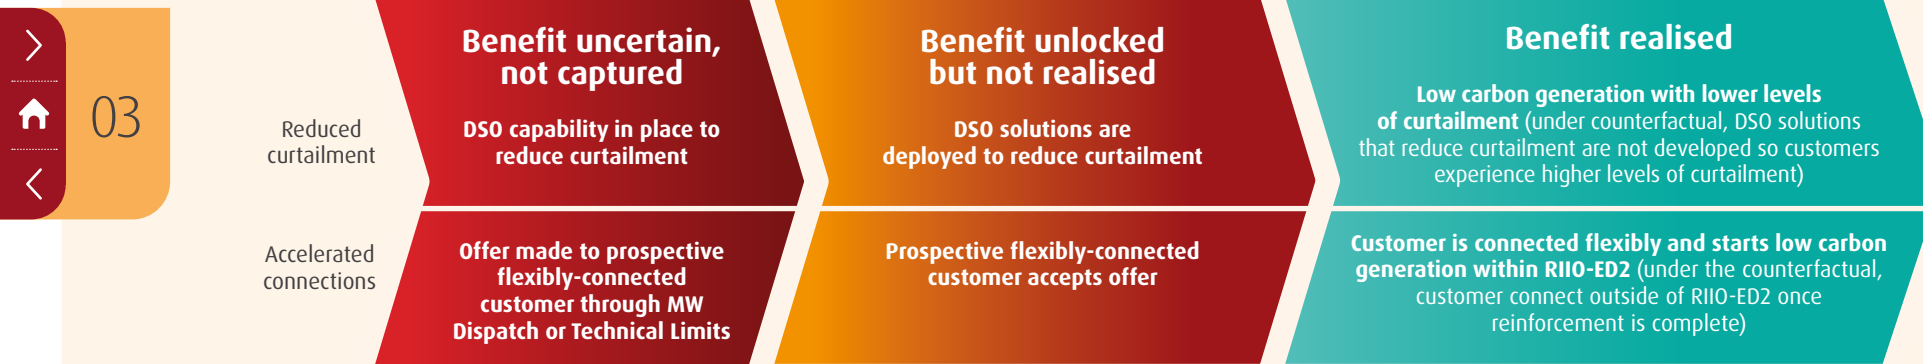 03
Benefit uncertain,
not captured
Benefit unlocked
but not realised
Benefit realised
Reduced
curtailment
DSO capability in place to
reduce curtailment
DSO solutions are
deployed to reduce curtailment
Low carbon generation with lower levels
of curtailment (under counterfactual, DSO solutions
that reduce curtailment are not developed so customers
experience higher levels of curtailment)
Accelerated
connections
Offer made to prospective
flexibly-connected
customer through MW
Dispatch or Technical Limits
Prospective flexibly-connected
customer accepts offer
Customer is connected flexibly and starts low carbon
generation within RIIO-ED2 (under the counterfactual,
customer connect outside of RIIO-ED2 once
reinforcement is complete)